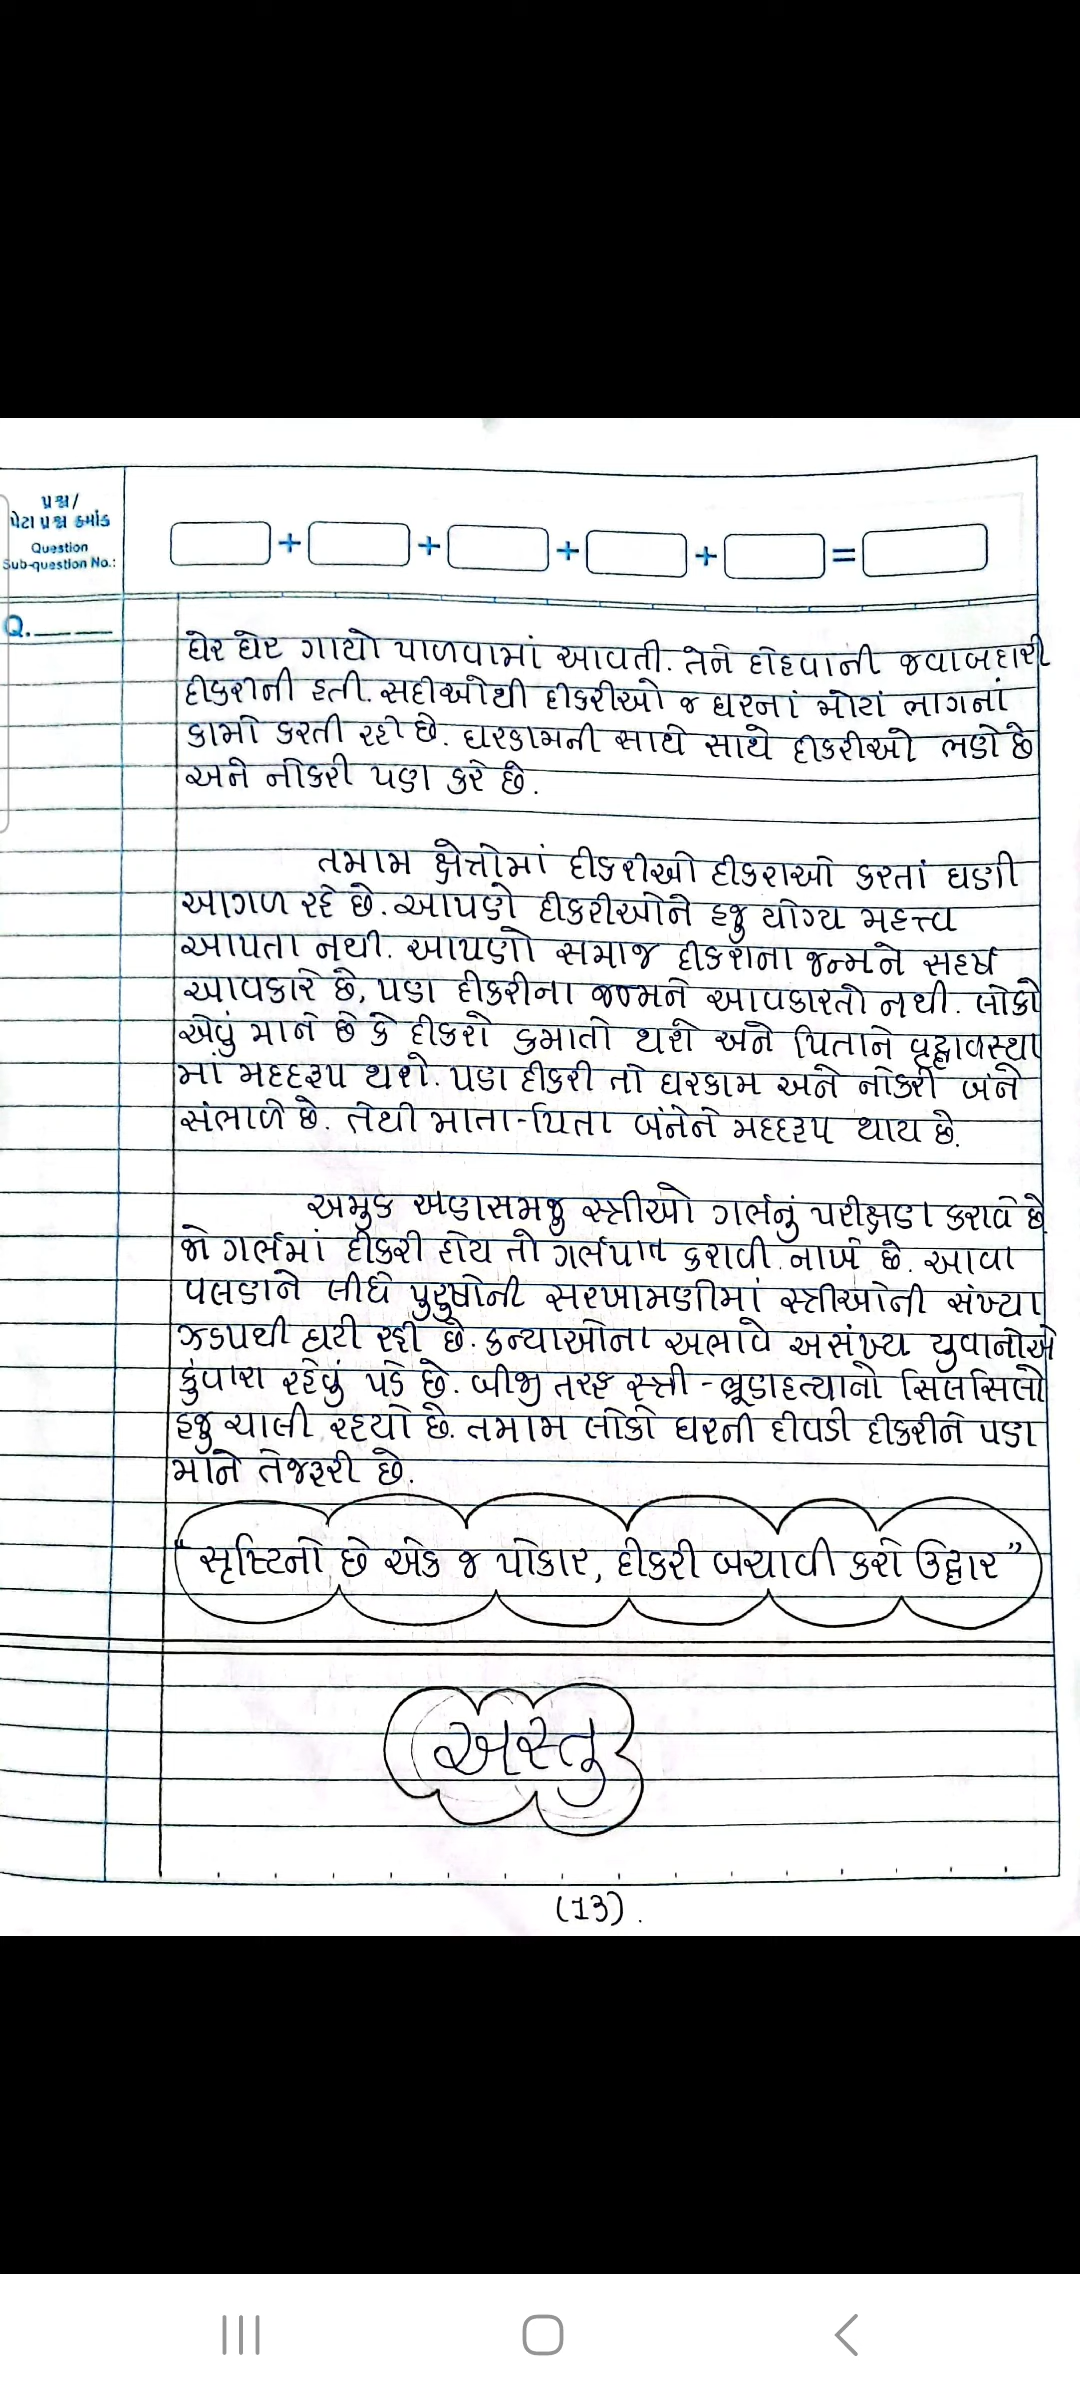 પ્રશ્ન/
પેટા પ્રશ્ન ક્રમાંક
Question
Sub-question No.:
+ + + + =
Q.
ઘેર ઘેર ગાયો પાળવામાં આવતી. તેને દોહવાની જવાબદારી
દીકરીની હતી. સદીઓથી દીકરીઓ જ ઘરનાં મોટાં ભાગનાં
કામો કરતી રહી છે. ઘરકામની સાથે સાથે દીકરીઓ ભણે છે
અને નોકરી પણ કરે છે.
તમામ ક્ષેત્રોમાં દીકરીઓ દીકરાઓ કરતાં ઘણી
આગળ રહે છે. આપણે દીકરીઓને હજુ યોગ્ય મહત્ત્વ
આપતા નથી. આપણો સમાજ દીકરાના જન્મને સહર્ષ
આવકારે છે, પણ દીકરીના જન્મને આવકારતો નથી. લોકો
એવું માને છે કે દીકરો કમાતો થશે અને પિતાને વૃદ્ધાવસ્થા
માં મદદરૂપ થશે. પણ દીકરી તો ઘરકામ અને નોકરી બંને
સંભાળે છે. તેથી માતા-પિતા બંનેને મદદરૂપ થાય છે.
અમુક અણસમજુ સ્ત્રીઓ ગર્ભનું પરીક્ષણ કરાવે છે
જો ગર્ભમાં દીકરી હોય તો ગર્ભપાત કરાવી નાખે છે. આવા
વલણને લીધે પુરુષોની સરખામણીમાં સ્ત્રીઓની સંખ્યા
ઝડપથી ઘટી રહી છે. કન્યાઓના અભાવે અસંખ્ય યુવાનોએ
કુંવારા રહેવું પડે છે. બીજી તરફ સ્ત્રી-ભ્રૂણહત્યાનો સિલસિલો
હજુ ચાલી રહ્યો છે. તમામ લોકો ઘરની દીવડી દીકરીને પણ
માને તે જરૂરી છે.
"સૃષ્ટિનો છે એક જ પોકાર, દીકરી બચાવી કરો ઉદ્ધાર"
અસ્તુ
(13).